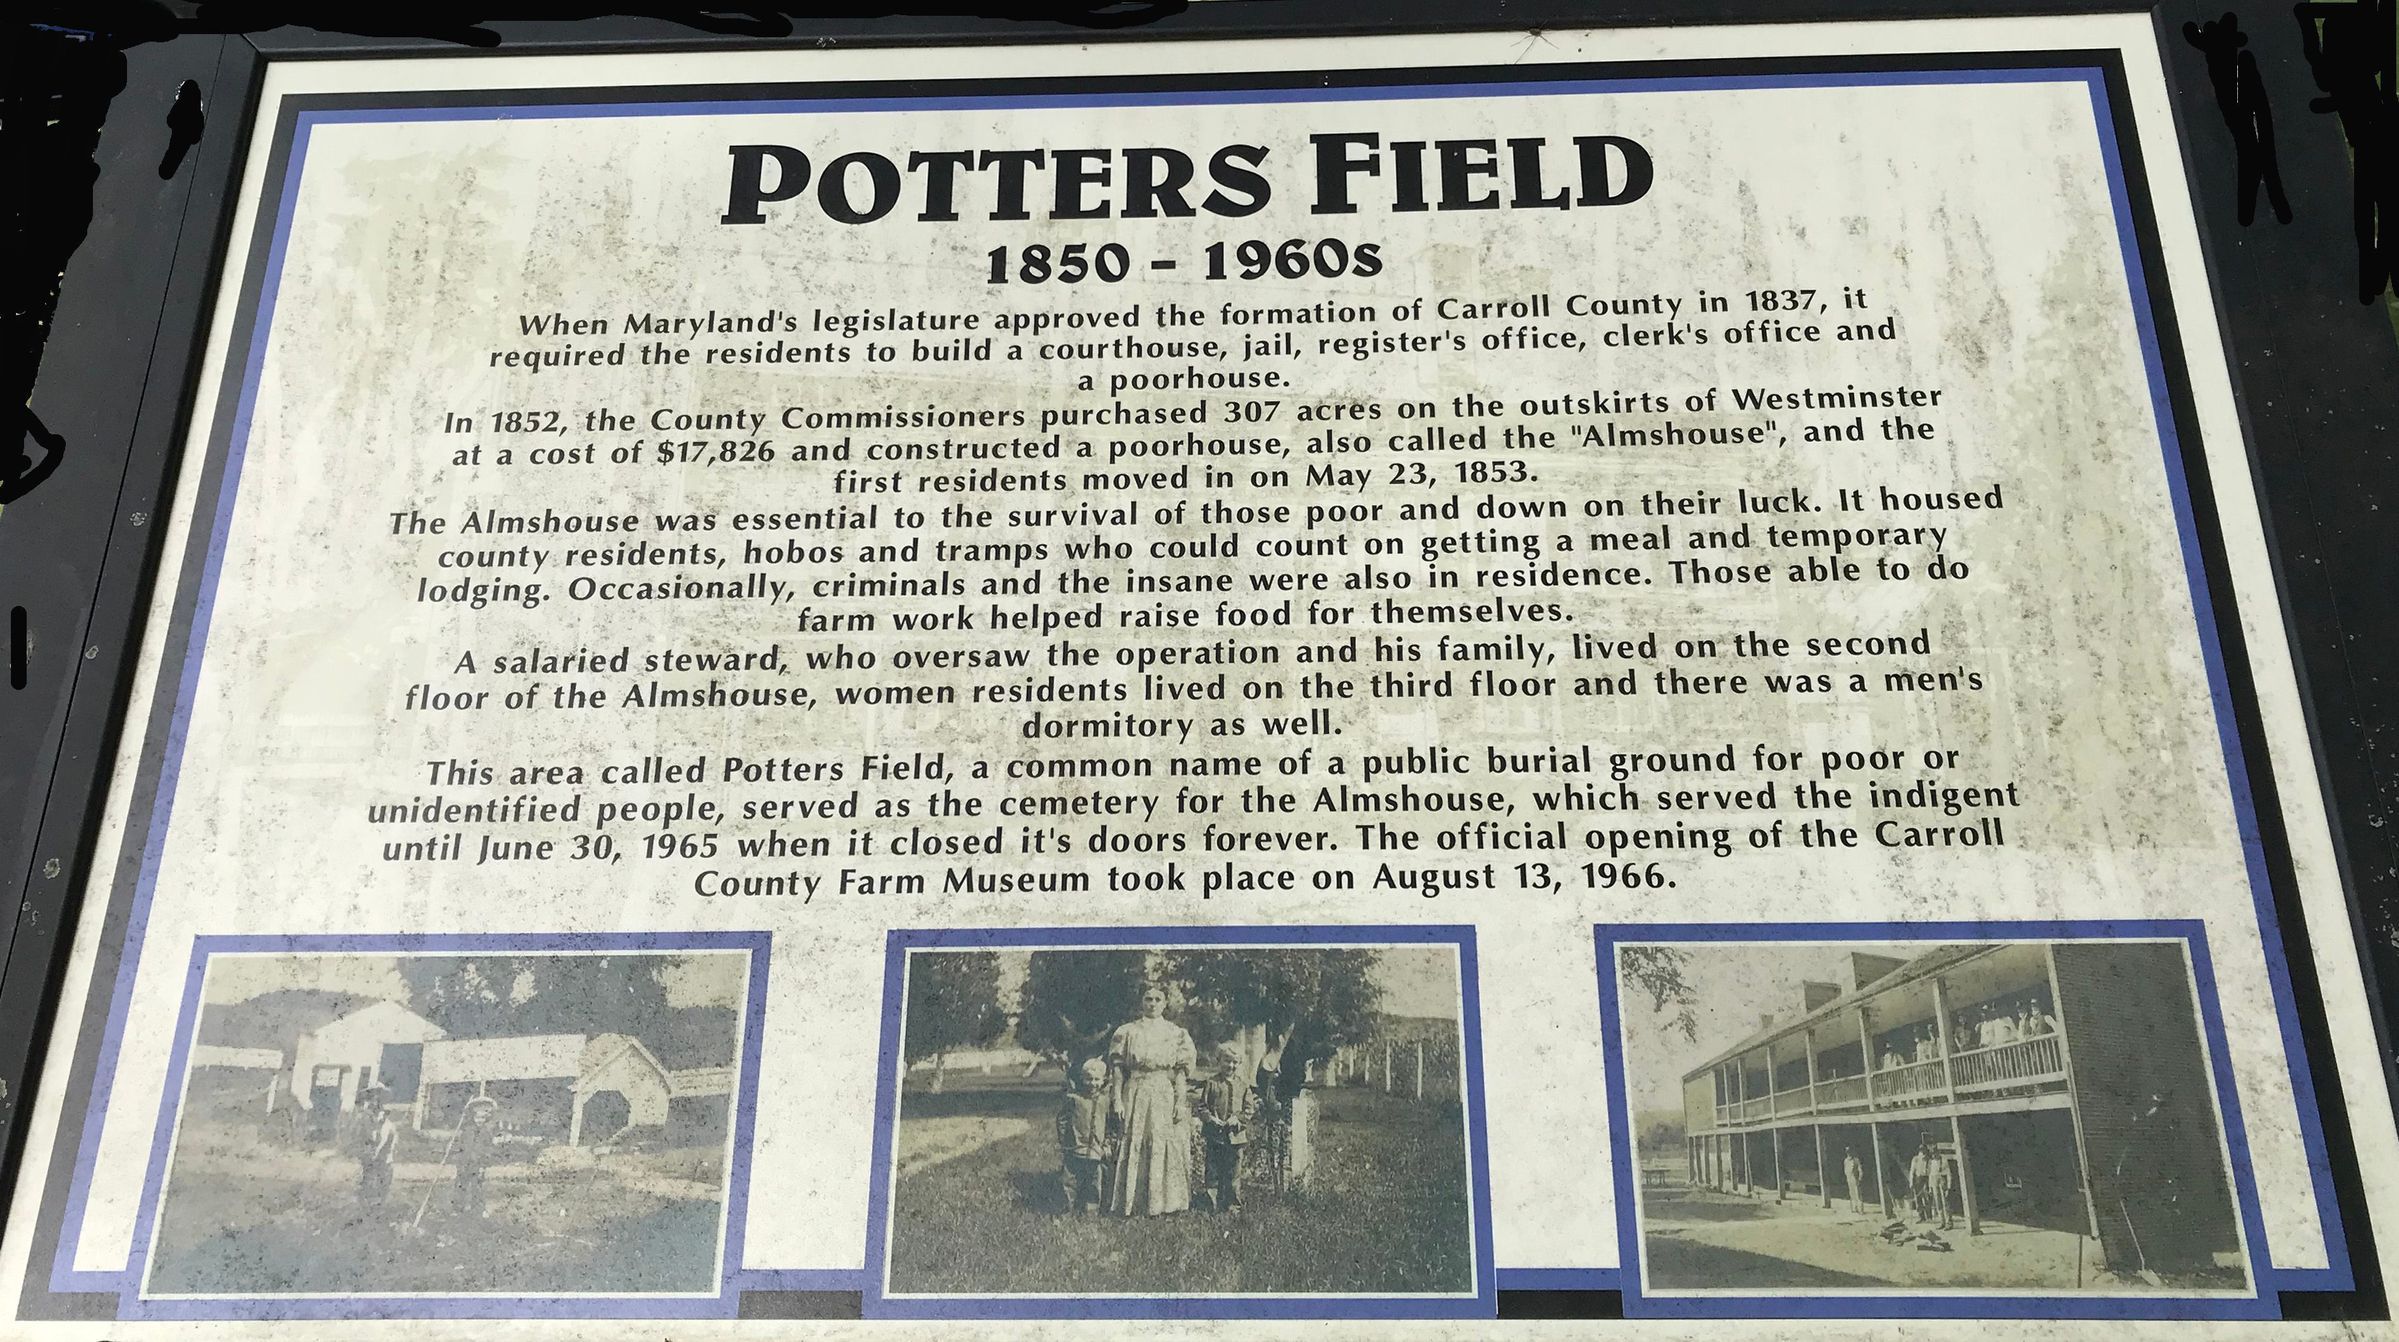 POTTERS FIELD
1850 - 1960s
When Maryland's legislature approved the formation of Carroll County in 1837, it
required the residents to build a courthouse, jail, register's office, clerk's office and
a poorhouse.
In 1852, the County Commissioners purchased 307 acres on the outskirts of Westminster
at a cost of $17,826 and constructed a poorhouse, also called the "Almshouse", and the
first residents moved in on May 23, 1853.
The Almshouse was essential to the survival of those poor and down on their luck. It housed
county residents, hobos and tramps who could count on getting a meal and temporary
lodging. Occasionally, criminals and the insane were also in residence. Those able to do
farm work helped raise food for themselves.
A salaried steward, who oversaw the operation and his family, lived on the second
floor of the Almshouse, women residents lived on the third floor and there was a men's
dormitory as well.
This area called Potters Field, a common name of a public burial ground for poor or
unidentified people, served as the cemetery for the Almshouse, which served the indigent
until June 30, 1965 when it closed it's doors forever. The official opening of the Carroll
County Farm Museum took place on August 13, 1966.